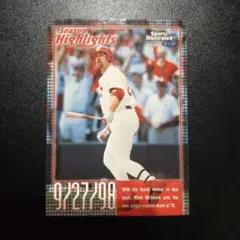 Season
Highlights
Sports Illustrated
9/27/98
With his fourth homer in two
days, Mark McGwire sets the
new single-season mark at 70.